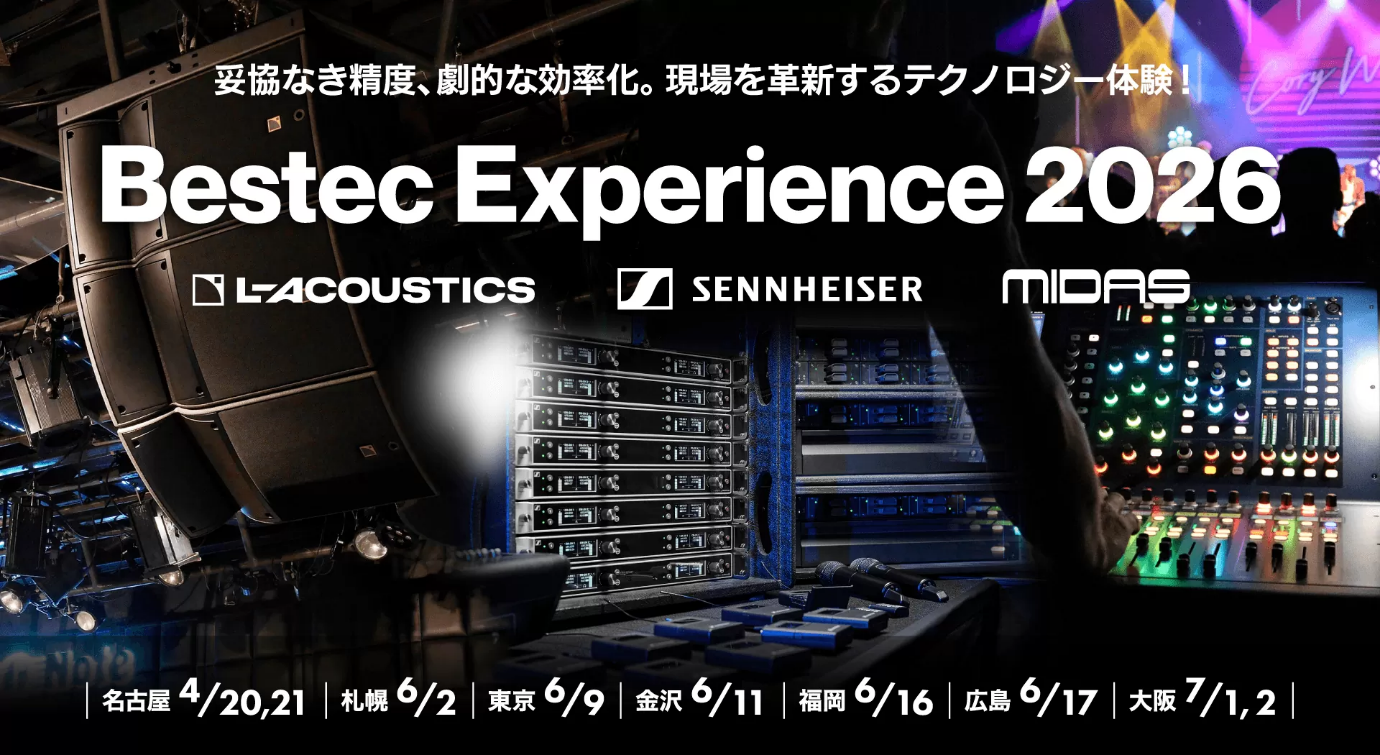 妥協なき精度、劇的な効率化。現場を革新するテクノロジー体験！
Bestec Experience 2026
L-ACOUSTICS SENNHEISER MIDAS
名古屋 4/20,21 | 札幌 6/2 | 東京 6/9 | 金沢 6/11 | 福岡 6/16 | 広島 6/17 | 大阪 7/1, 2